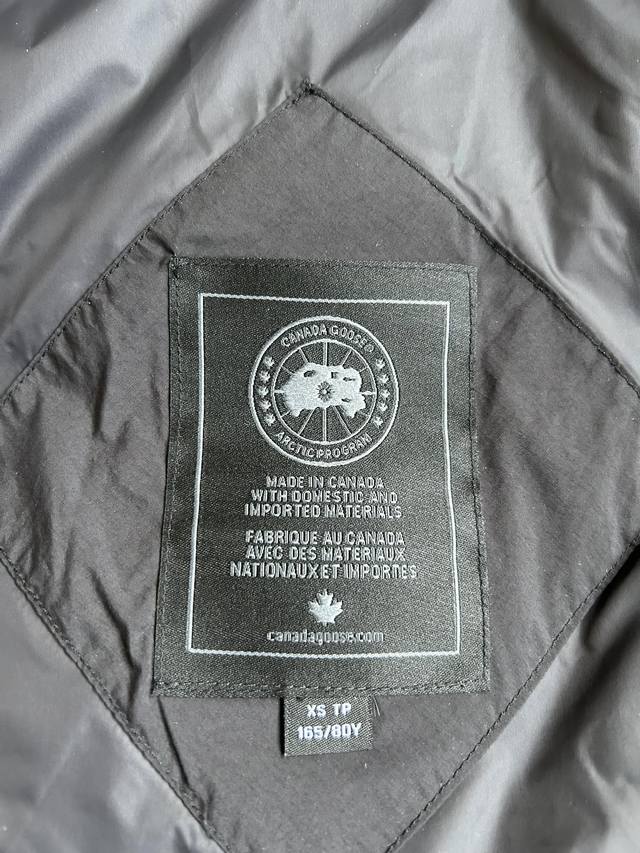 CANADA GOOSE®
ARCTIC PROGRAM
MADE IN CANADA
WITH DOMESTIC AND
IMPORTED MATERIALS
FABRIQUE AU CANADA
AVEC DES MATERIAUX
NATIONAUX ET IMPORTES
canadagoose.com
XS TP
165/80Y